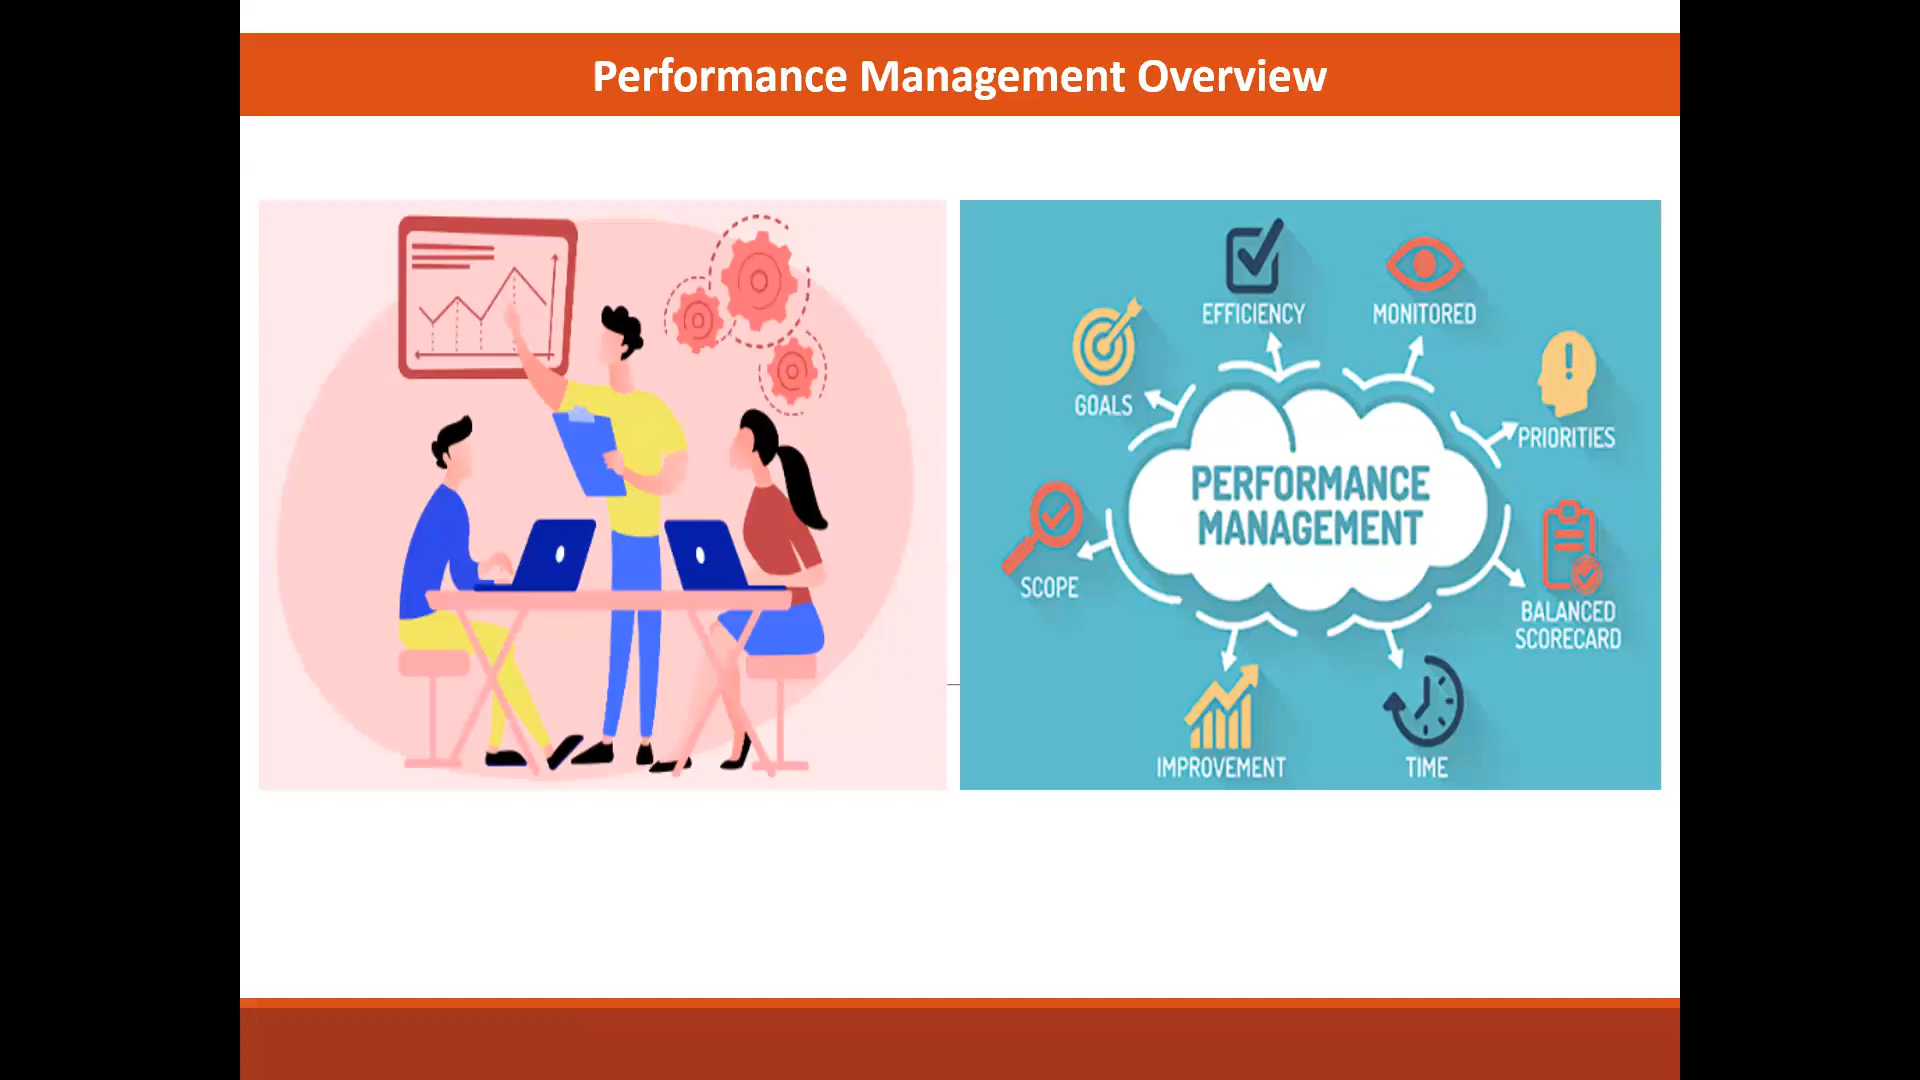 Performance Management Overview
EFFICIENCY
MONITORED
GOALS
PRIORITIES
PERFORMANCE
MANAGEMENT
SCOPE
BALANCED
SCORECARD
IMPROVEMENT
TIME